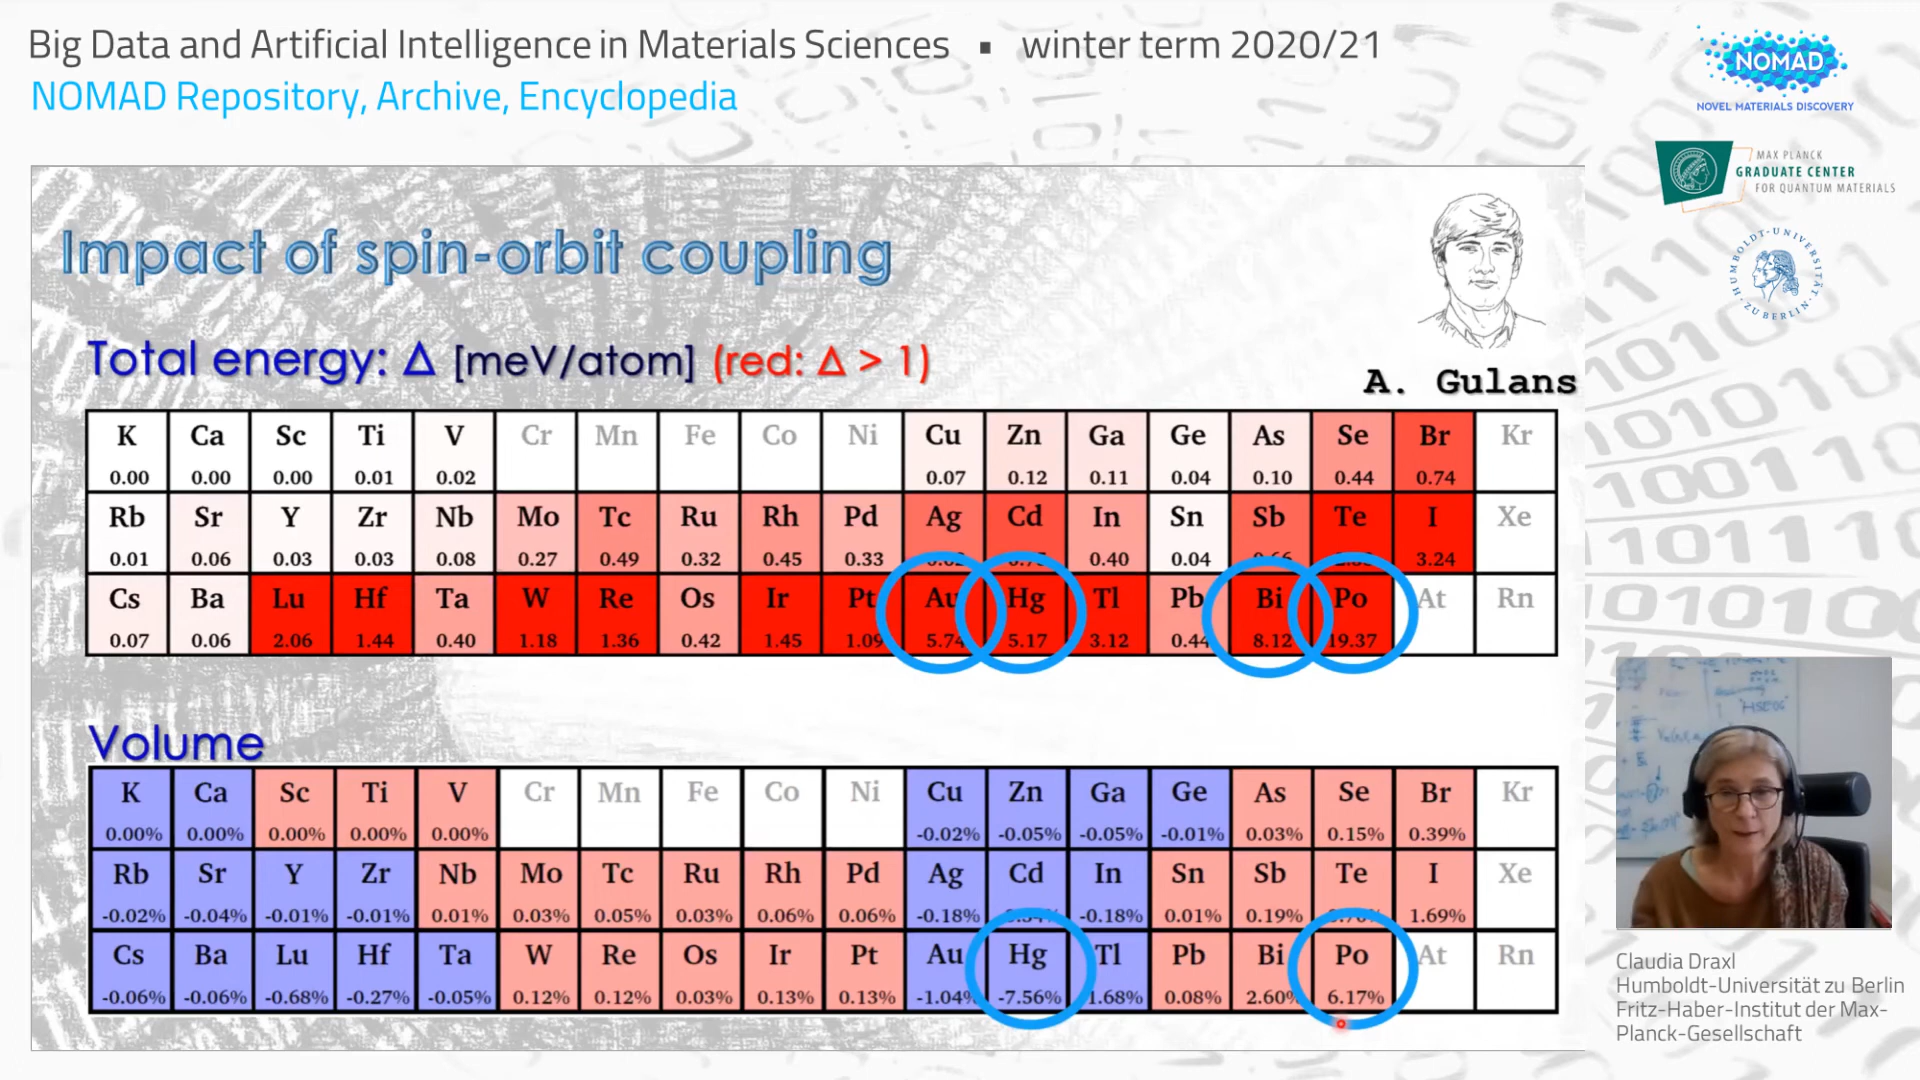 Big Data and Artificial Intelligence in Materials Sciences ▪ winter term 2020/21
NOMAD Repository, Archive, Encyclopedia
NOMAD
NOVEL MATERIALS DISCOVERY
MAX PLANCK
GRADUATE CENTER
FOR QUANTUM MATERIALS
HUMBOLDT-UNIVERSITÄT · ZU BERLIN ·
Impact of spin-orbit coupling
Total energy: Δ [meV/atom] (red: Δ > 1)
A. Gulans
K Ca Sc Ti V Cr Mn Fe Co Ni Cu Zn Ga Ge As Se Br Kr
0.00 0.00 0.00 0.01 0.02 0.07 0.12 0.11 0.04 0.10 0.44 0.74
Rb Sr Y Zr Nb Mo Tc Ru Rh Pd Ag Cd In Sn Sb Te I Xe
0.01 0.06 0.03 0.03 0.08 0.27 0.49 0.32 0.45 0.33 0.40 0.04 3.24
Cs Ba Lu Hf Ta W Re Os Ir Pt Au Hg Tl Pb Bi Po At Rn
0.07 0.06 2.06 1.44 0.40 1.18 1.36 0.42 1.45 1.09 5.74 5.17 3.12 0.44 8.12 19.37
Volume
K Ca Sc Ti V Cr Mn Fe Co Ni Cu Zn Ga Ge As Se Br Kr
0.00% 0.00% 0.00% 0.00% 0.00% -0.02% -0.05% -0.05% -0.01% 0.03% 0.15% 0.39%
Rb Sr Y Zr Nb Mo Tc Ru Rh Pd Ag Cd In Sn Sb Te I Xe
-0.02% -0.04% -0.01% -0.01% 0.01% 0.03% 0.05% 0.03% 0.06% 0.06% -0.18% -0.18% 0.01% 0.19% 1.69%
Cs Ba Lu Hf Ta W Re Os Ir Pt Au Hg Tl Pb Bi Po At Rn
-0.06% -0.06% -0.68% -0.27% -0.05% 0.12% 0.12% 0.03% 0.13% 0.13% -1.04% -7.56% 1.68% 0.08% 2.60% 6.17%
"HSE06"
Claudia Draxl
Humboldt-Universität zu Berlin
Fritz-Haber-Institut der Max-
Planck-Gesellschaft